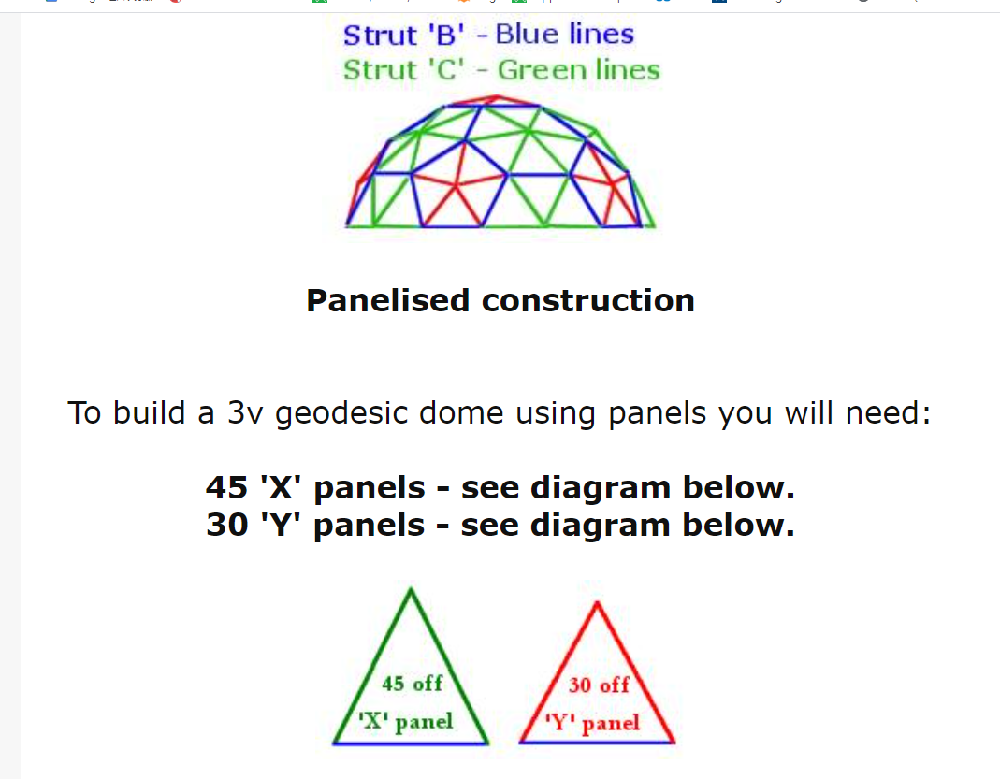 Strut 'B' - Blue lines
Strut 'C' - Green lines
Panelised construction
To build a 3v geodesic dome using panels you will need:
45 'X' panels - see diagram below.
30 'Y' panels - see diagram below.
45 off
'X' panel
30 off
'Y' panel